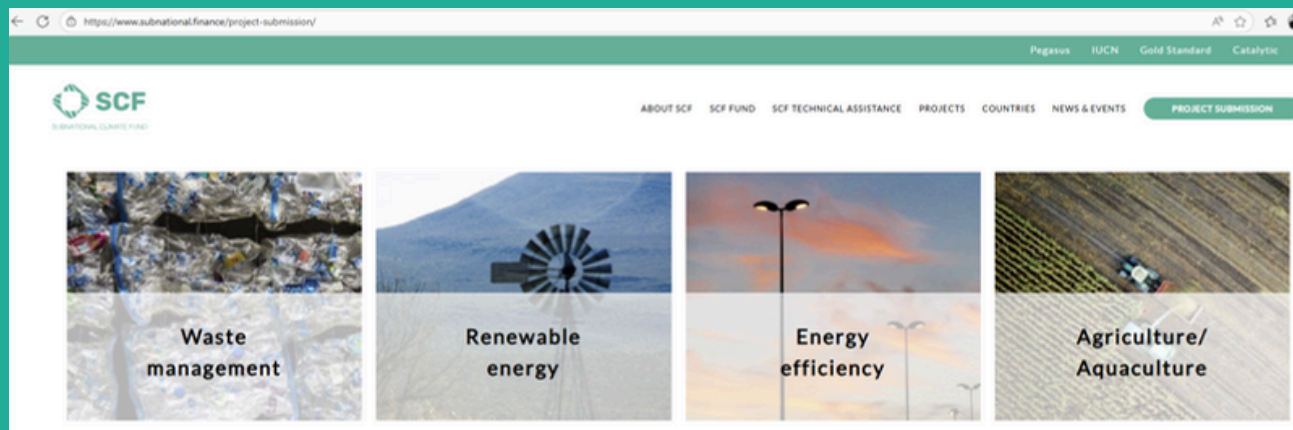 https://www.subnational.finance/project-submission/
Pegasus IUCN Gold Standard Catalytic
SCF
SUBNATIONAL CLIMATE FUND
ABOUT SCF SCF FUND SCF TECHNICAL ASSISTANCE PROJECTS COUNTRIES NEWS & EVENTS PROJECT SUBMISSION
Waste
management
Renewable
energy
Energy
efficiency
Agriculture/
Aquaculture